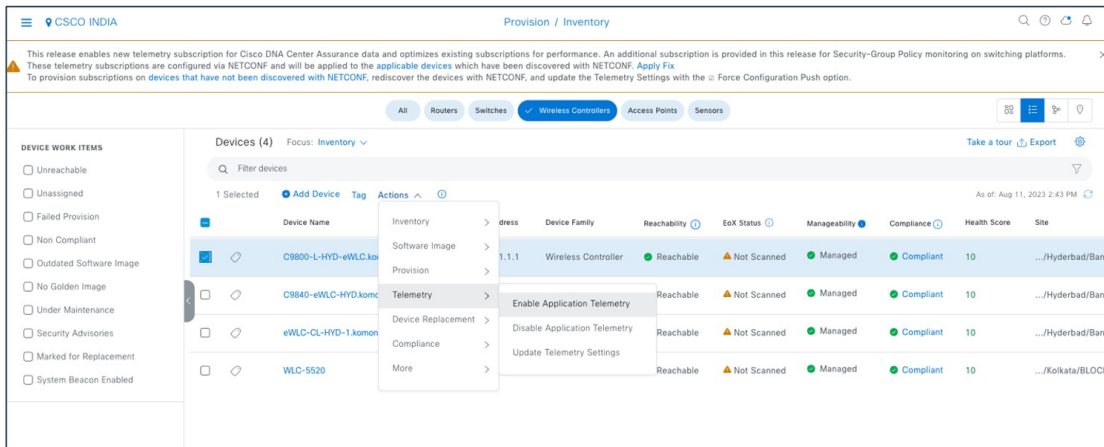 CSCO INDIA
Provision / Inventory
This release enables new telemetry subscription for Cisco DNA Center Assurance data and optimizes existing subscriptions for performance. An additional subscription is provided in this release for Security-Group Policy monitoring on switching platforms.
These telemetry subscriptions are configured via NETCONF and will be applied to the applicable devices which have been discovered with NETCONF. Apply Fix
To provision subscriptions on devices that have not been discovered with NETCONF, rediscover the devices with NETCONF, and update the Telemetry Settings with the Force Configuration Push option.
All Routers Switches Wireless Controllers Access Points Sensors
DEVICE WORK ITEMS
Unreachable
Unassigned
Failed Provision
Non Compliant
Outdated Software Image
No Golden Image
Under Maintenance
Security Advisories
Marked for Replacement
System Beacon Enabled
Devices (4) Focus: Inventory
Take a tour Export
Filter devices
1 Selected Add Device Tag Actions
As of: Aug 11, 2023 2:43 PM
Device Name dress Device Family Reachability EoX Status Manageability Compliance Health Score Site
C9800-L-HYD-eWLC.ko 1.1.1 Wireless Controller Reachable Not Scanned Managed Compliant 10 .../Hyderbad/Ban
C9840-eWLC-HYD.komo Reachable Not Scanned Managed Compliant 10 .../Hyderbad/Ban
eWLC-CL-HYD-1.komon Reachable Not Scanned Managed Compliant 10 .../Hyderbad/Ban
WLC-5520 Reachable Not Scanned Managed Compliant 10 .../Kolkata/BLOC
Inventory
Software Image
Provision
Telemetry
Device Replacement
Compliance
More
Enable Application Telemetry
Disable Application Telemetry
Update Telemetry Settings